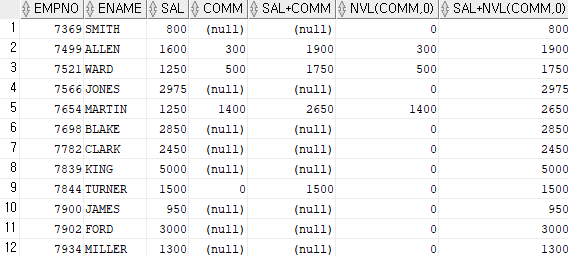 EMPNO ENAME SAL COMM SAL+COMM NVL(COMM,0) SAL+NVL(COMM,0)
1 7369 SMITH 800 (null) (null) 0 800
2 7499 ALLEN 1600 300 1900 300 1900
3 7521 WARD 1250 500 1750 500 1750
4 7566 JONES 2975 (null) (null) 0 2975
5 7654 MARTIN 1250 1400 2650 1400 2650
6 7698 BLAKE 2850 (null) (null) 0 2850
7 7782 CLARK 2450 (null) (null) 0 2450
8 7839 KING 5000 (null) (null) 0 5000
9 7844 TURNER 1500 0 1500 0 1500
10 7900 JAMES 950 (null) (null) 0 950
11 7902 FORD 3000 (null) (null) 0 3000
12 7934 MILLER 1300 (null) (null) 0 1300